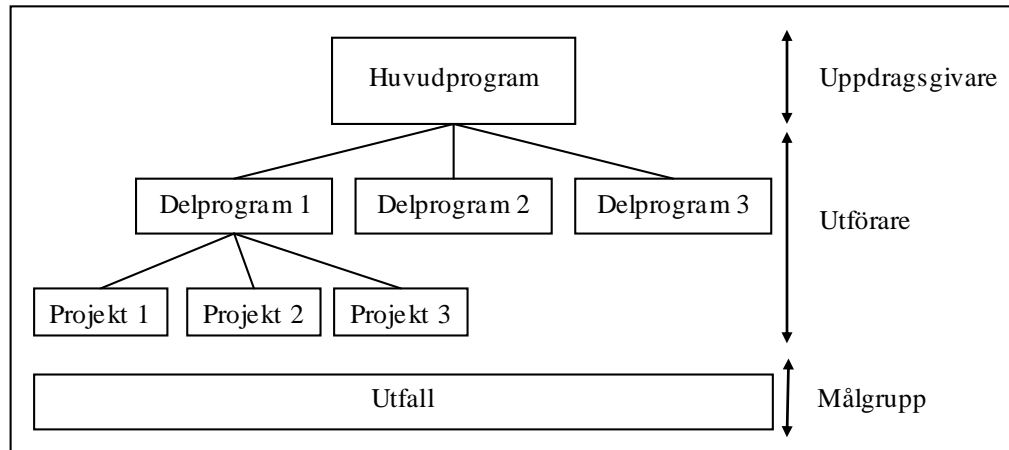 Huvudprogram
Uppdragsgivare
Delprogram 1
Delprogram 2
Delprogram 3
Utförare
Projekt 1
Projekt 2
Projekt 3
Utfall
Målgrupp